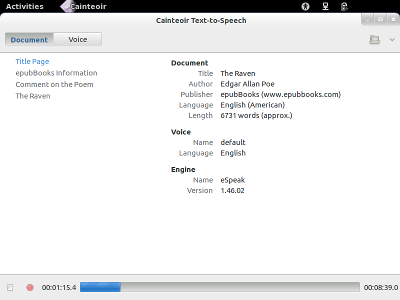 Activities Cainteoir
Cainteoir Text-to-Speech
Document Voice
Title Page
epubBooks Information
Comment on the Poem
The Raven
Document
Title The Raven
Author Edgar Allan Poe
Publisher epubBooks (www.epubbooks.com)
Language English (American)
Length 6731 words (approx.)
Voice
Name default
Language English
Engine
Name eSpeak
Version 1.46.02
00:01:15.4 00:08:39.0